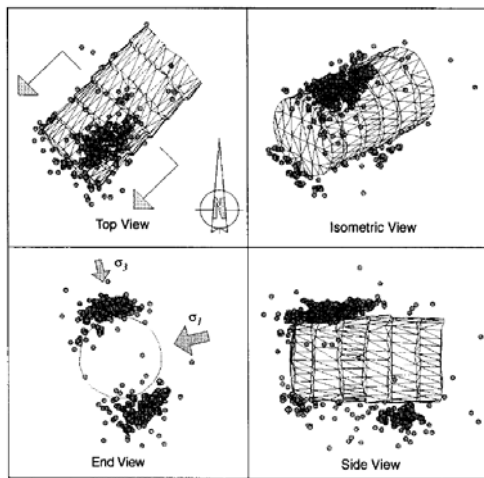 Top View
Isometric View
σ3
σ1
End View
Side View